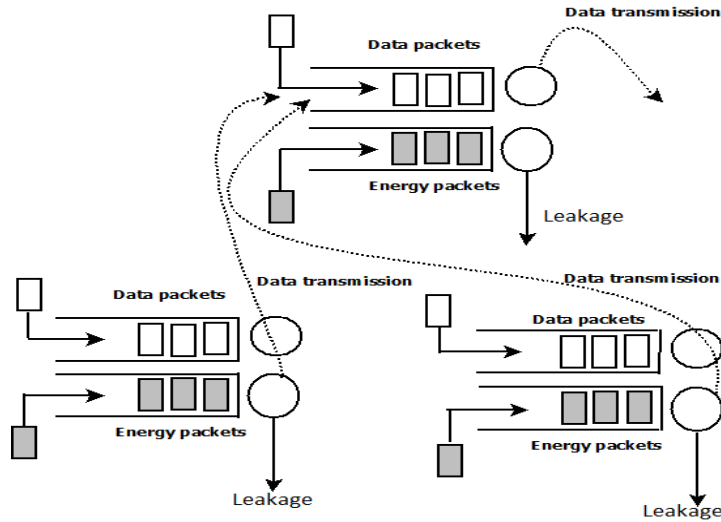 Data transmission
Data packets
Energy packets
Leakage
Data transmission
Data transmission
Data packets
Data packets
Energy packets
Energy packets
Leakage
Leakage